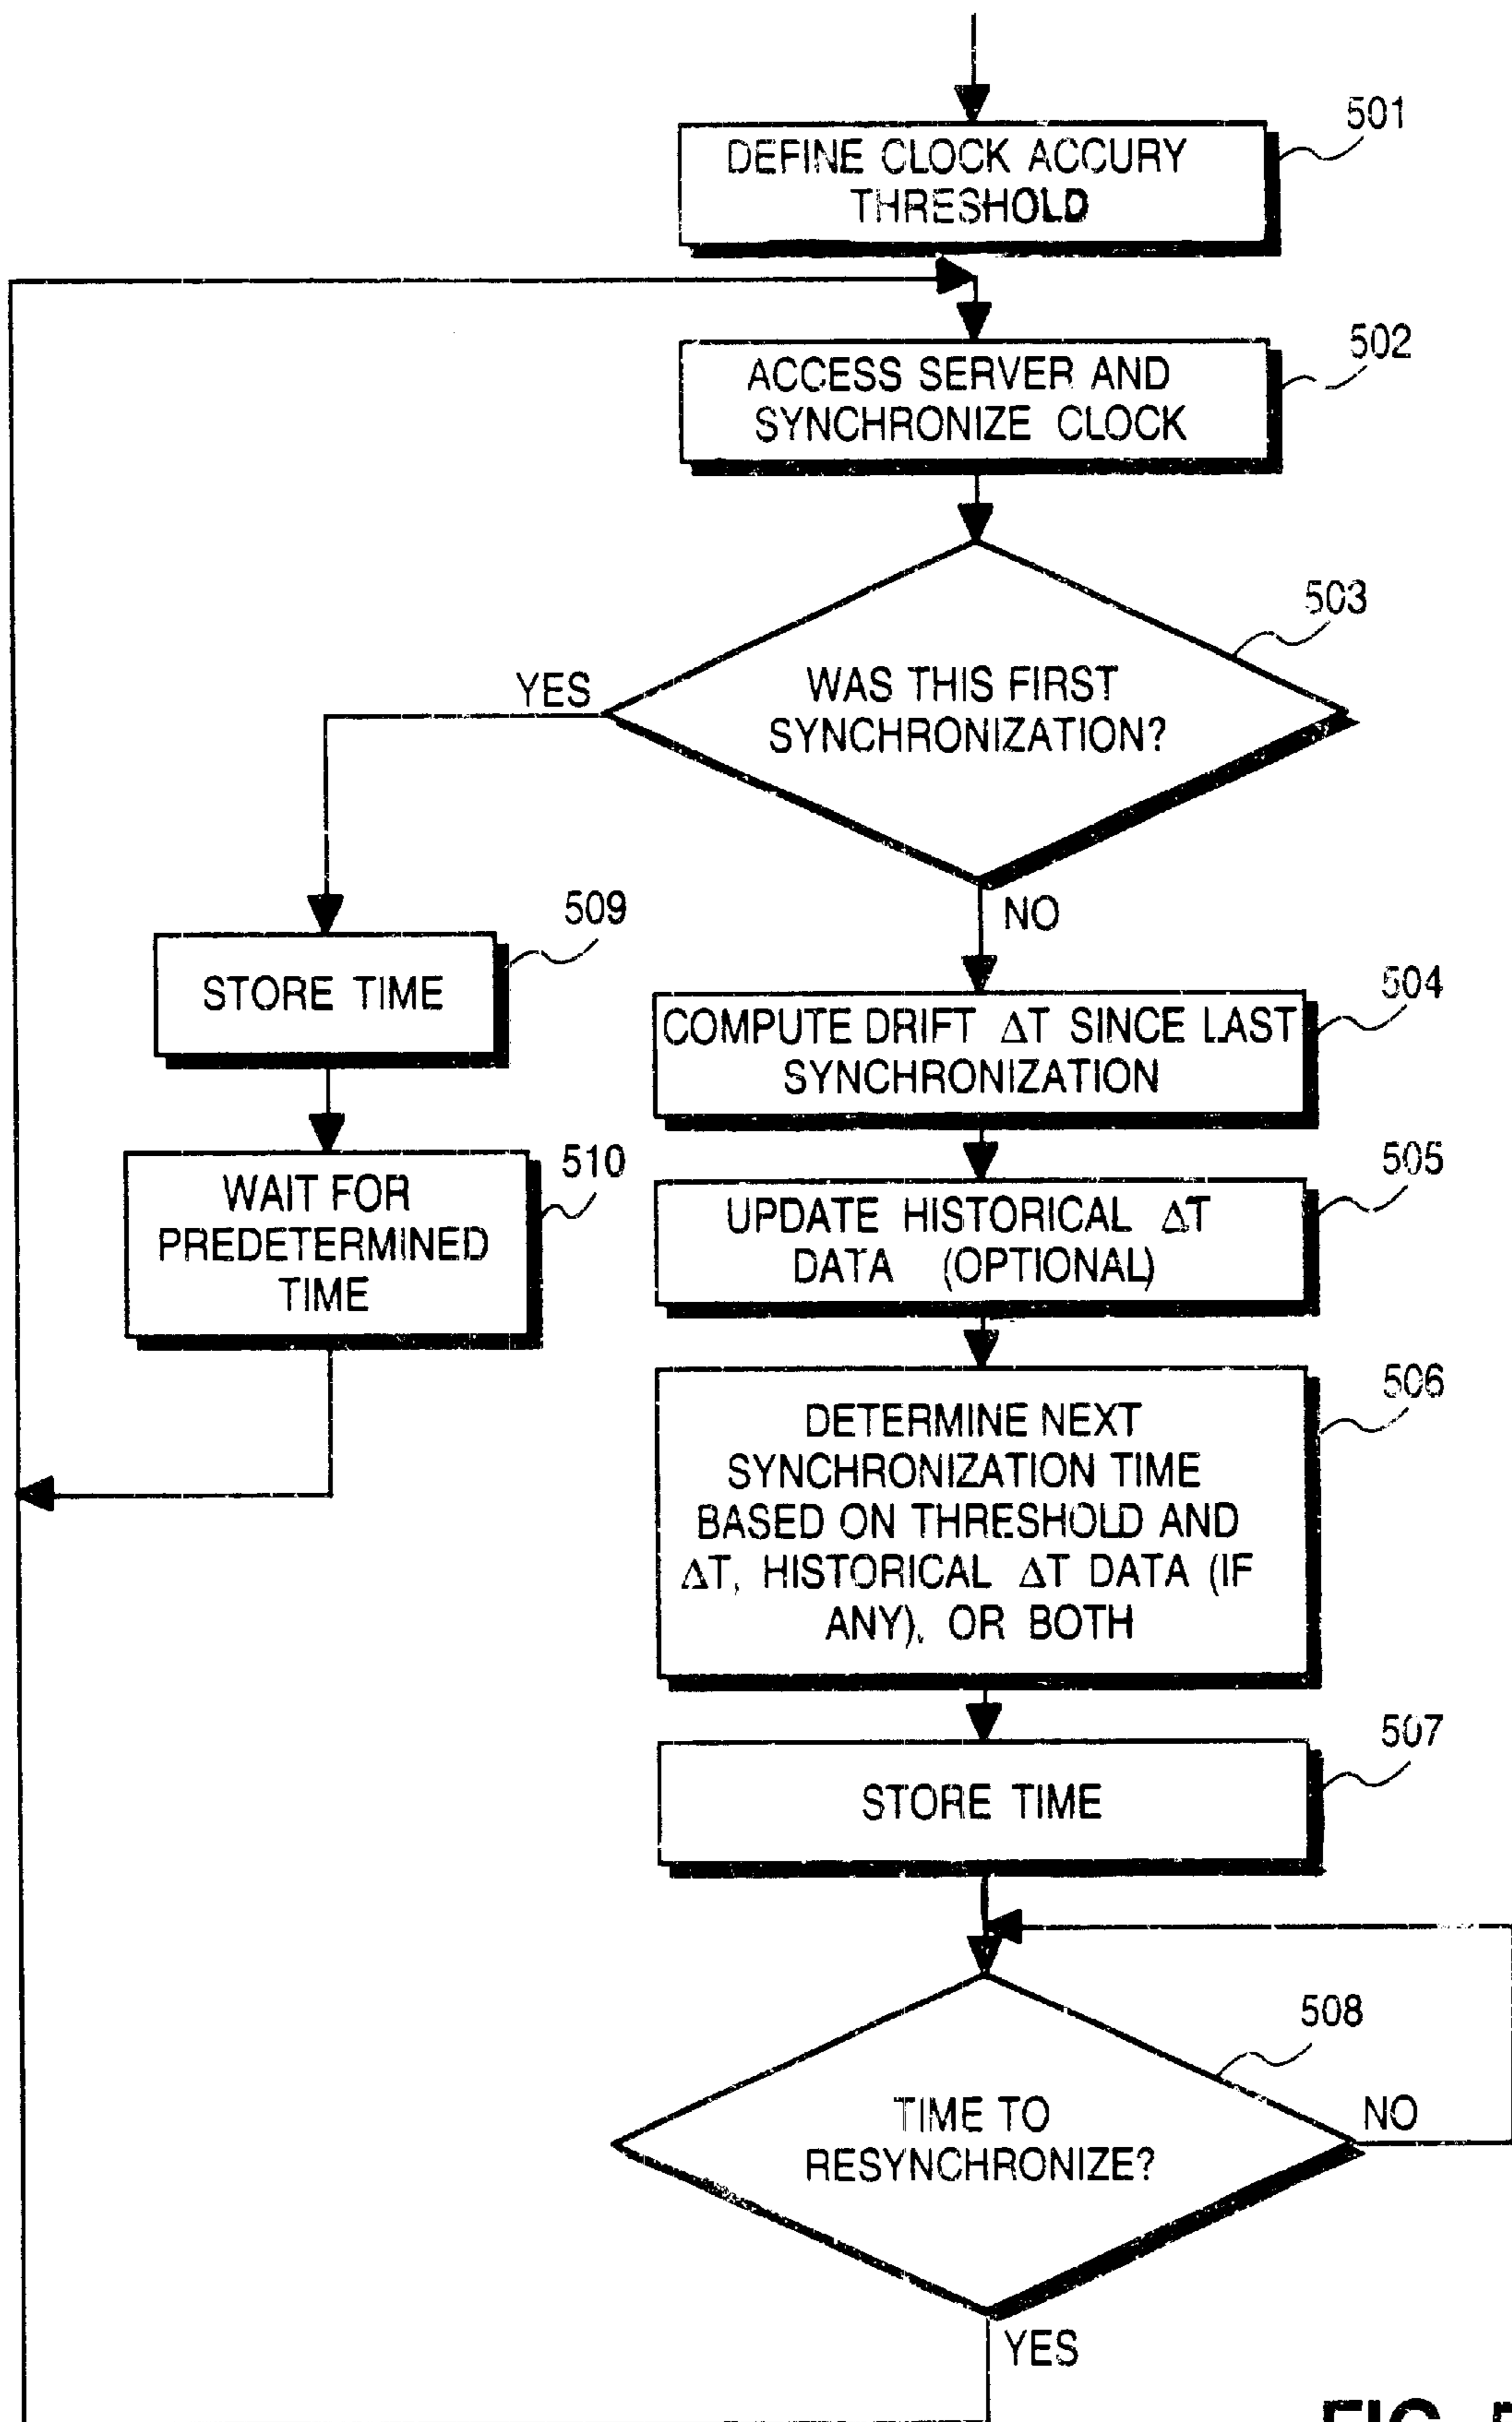 501
DEFINE CLOCK ACCURY
THRESHOLD
502
ACCESS SERVER AND
SYNCHRONIZE CLOCK
503
WAS THIS FIRST
SYNCHRONIZATION?
YES
NO
509
STORE TIME
510
WAIT FOR
PREDETERMINED
TIME
504
COMPUTE DRIFT ΔT SINCE LAST
SYNCHRONIZATION
505
UPDATE HISTORICAL ΔT
DATA (OPTIONAL)
506
DETERMINE NEXT
SYNCHRONIZATION TIME
BASED ON THRESHOLD AND
ΔT, HISTORICAL ΔT DATA (IF
ANY), OR BOTH
507
STORE TIME
508
TIME TO
RESYNCHRONIZE?
NO
YES